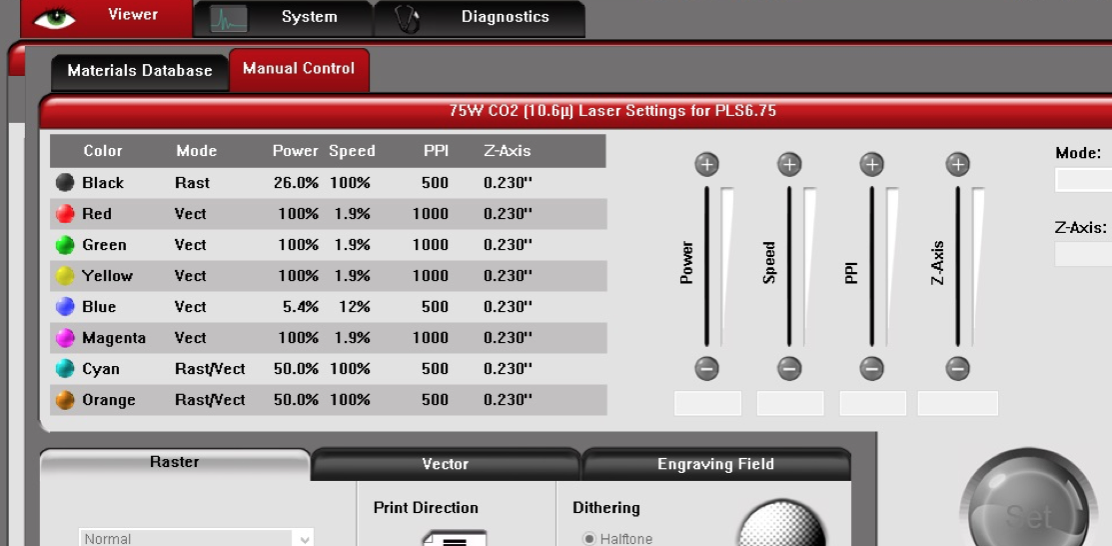 Viewer System Diagnostics
Materials Database Manual Control
75W CO2 (10.6µ) Laser Settings for PLS6.75
Color Mode Power Speed PPI Z-Axis
Black Rast 26.0% 100% 500 0.230"
Red Vect 100% 1.9% 1000 0.230"
Green Vect 100% 1.9% 1000 0.230"
Yellow Vect 100% 1.9% 1000 0.230"
Blue Vect 5.4% 12% 500 0.230"
Magenta Vect 100% 1.9% 1000 0.230"
Cyan Rast/Vect 50.0% 100% 500 0.230"
Orange Rast/Vect 50.0% 100% 500 0.230"
Power
Speed
PPI
Z-Axis
Mode:
Z-Axis:
Raster Vector Engraving Field
Print Direction Dithering
Normal Halftone
Set